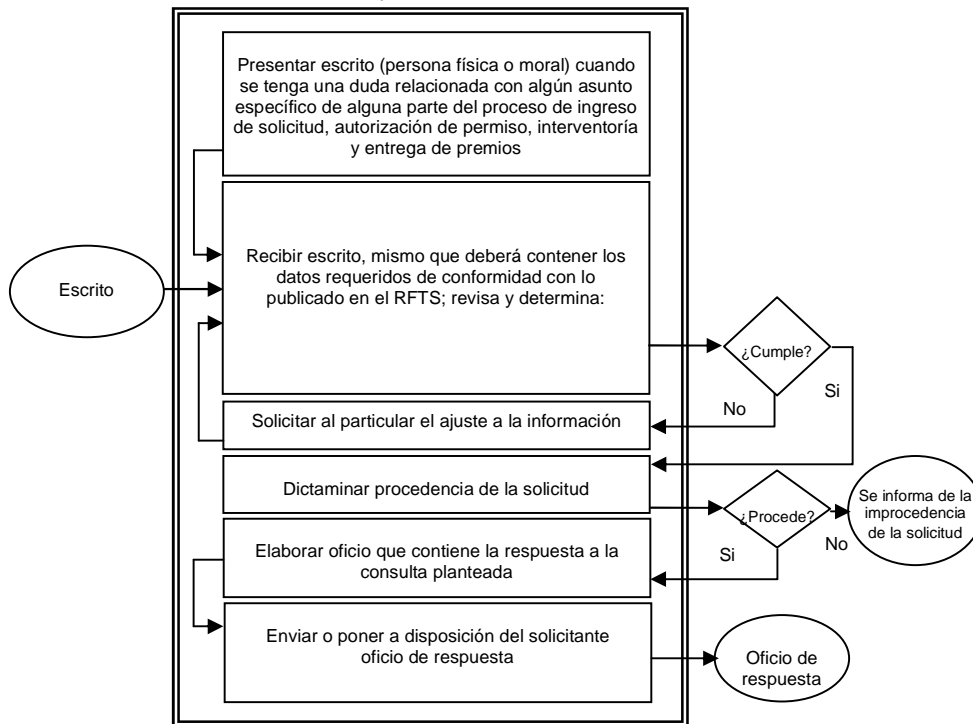 Presentar escrito (persona física o moral) cuando
se tenga una duda relacionada con algún asunto
específico de alguna parte del proceso de ingreso
de solicitud, autorización de permiso, interventoría
y entrega de premios
Escrito
Recibir escrito, mismo que deberá contener los
datos requeridos de conformidad con lo
publicado en el RFTS; revisa y determina:
¿Cumple?
Si
No
Solicitar al particular el ajuste a la información
Dictaminar procedencia de la solicitud
¿Procede?
Se informa de la
improcedencia
de la solicitud
No
Si
Elaborar oficio que contiene la respuesta a la
consulta planteada
Enviar o poner a disposición del solicitante
oficio de respuesta
Oficio de
respuesta